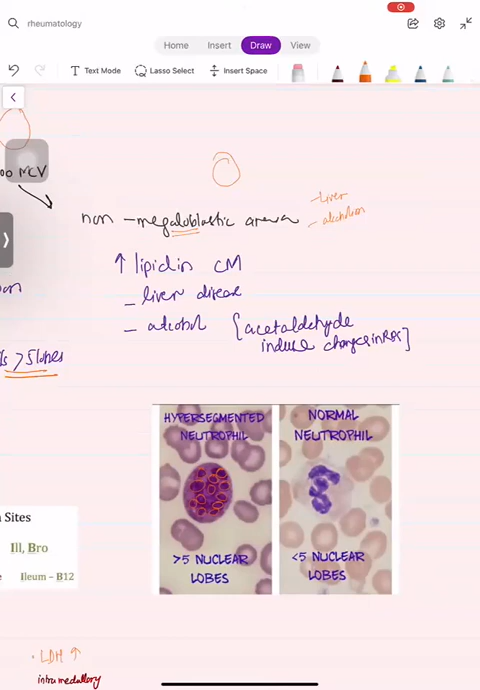 rheumatology
Home Insert Draw View
Text Mode Lasso Select Insert Space
00 MCV
non - megaloblastic anemia
- liver
- alcoholism
↑ lipid in CM
- liver disease
- alcohol [acetaldehyde
induce changes in RBC]
>5 lobes
HYPERSEGMENTED
NEUTROPHIL
>5 NUCLEAR
LOBES
NORMAL
NEUTROPHIL
<5 NUCLEAR
LOBES
n Sites
Ill, Bro
Ileum - B12
· LDH ↑
intramedullary